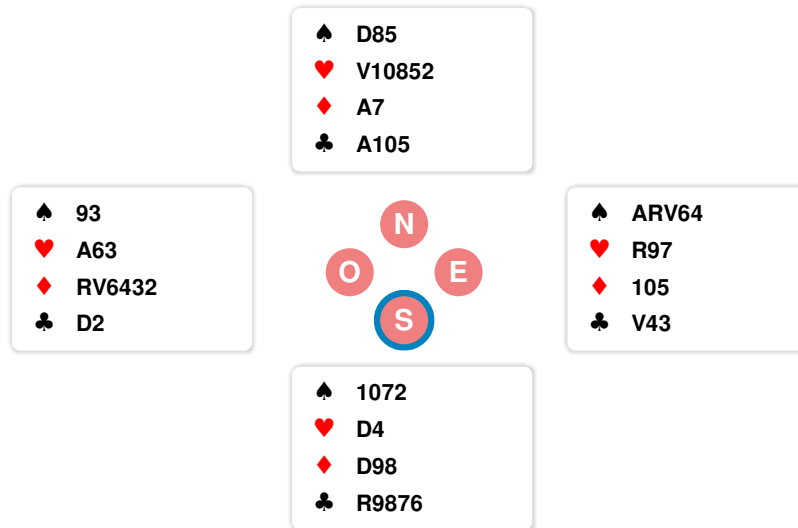 ♠ D85
♥ V10852
♦ A7
♣ A105
♠ 93
♥ A63
♦ RV6432
♣ D2
N
O E
S
♠ ARV64
♥ R97
♦ 105
♣ V43
♠ 1072
♥ D4
♦ D98
♣ R9876